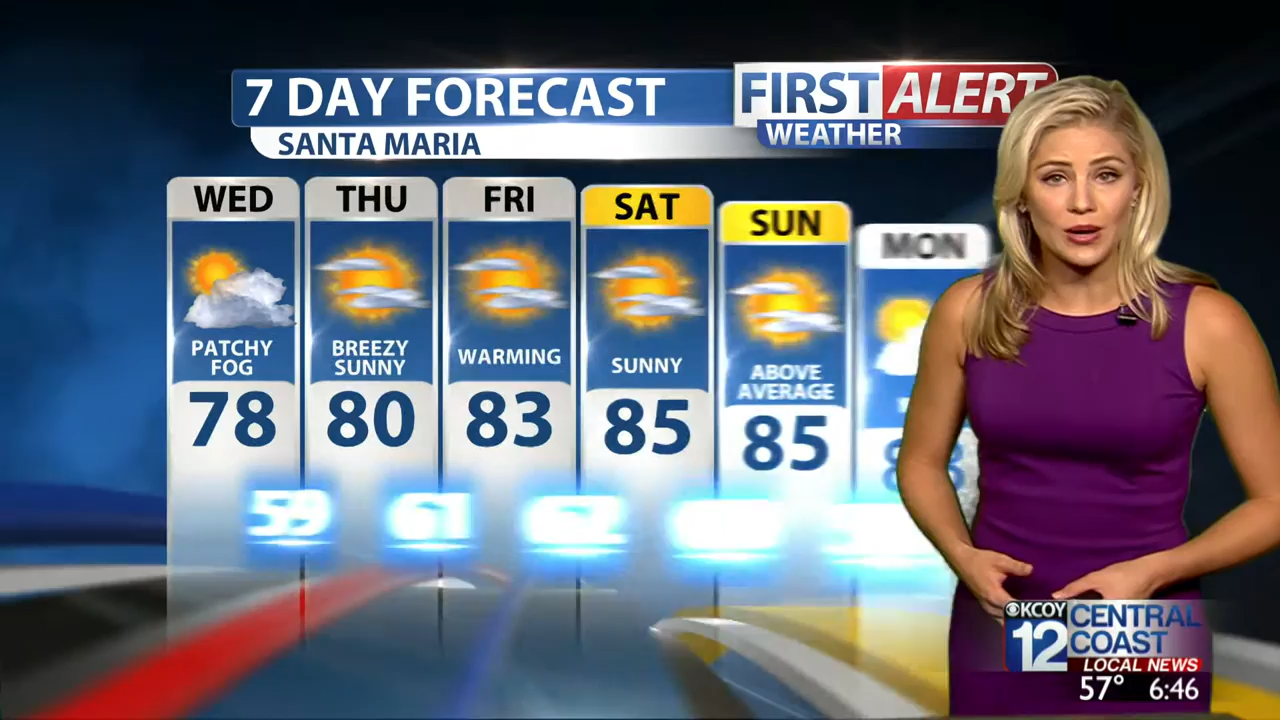 7 DAY FORECAST
FIRST ALERT
WEATHER
SANTA MARIA
WED
THU
FRI
SAT
SUN
MON
PATCHY
FOG
BREEZY
SUNNY
WARMING
SUNNY
ABOVE
AVERAGE
78
80
83
85
85
59
61
62
KCOY
12
CENTRAL
COAST
LOCAL NEWS
57° 6:46